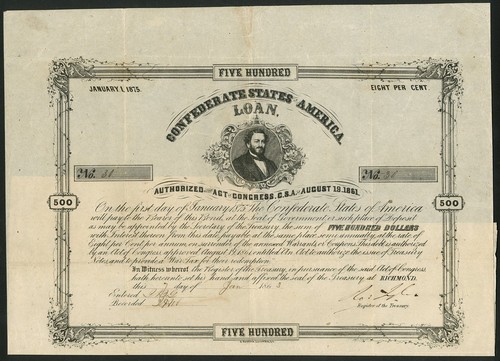 FIVE HUNDRED
JANUARY 1, 1875.
EIGHT PER CENT.
CONFEDERATE STATES AMERICA
LOAN,
No. 31
No. 31
AUTHORIZED ACT CONGRESS, C.S.A. AUGUST 19, 1861.
500
500
On the first day of January 1875 The Confederate States of America
will pay to the Bearer of this Bond, at the Seat of Government, or such place of Deposit
as may be appointed by the Secretary of the Treasury, the sum of FIVE HUNDRED DOLLARS
with Interest thereon from this date, payable at the same place semi-annually, at the rate of
Eight per Cent per annum, on surrender of the annexed Warrants or Coupons. This debt is authorized
by an Act of Congress approved August 19, 1861, entitled An Act to authorize the issue of Treasury
Notes, and to provide a War Tax for their redemption.
In Witness whereof, the Register of the Treasury, in pursuance of the said Act of Congress,
hath hereunto set his hand, and affixed the seal of the Treasury at RICHMOND.
this 7 day of Jan 1863
Entered
Recorded
Register of the Treasury.
FIVE HUNDRED